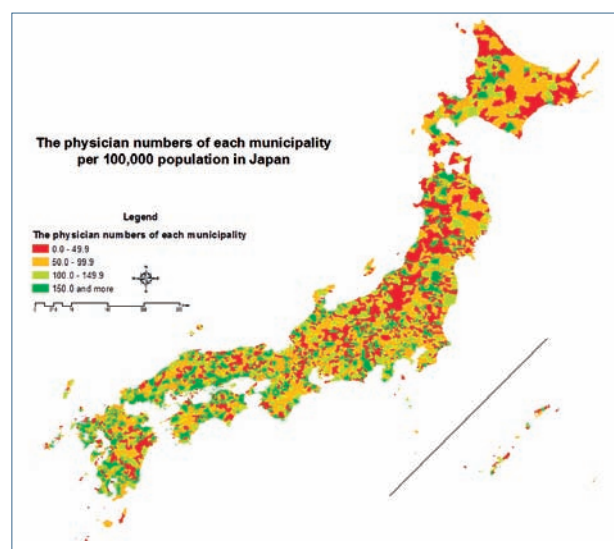 The physician numbers of each municipality
per 100,000 population in Japan
Legend
The physician numbers of each municipality
0.0 - 49.9
50.0 - 99.9
100.0 - 149.9
150.0 and more